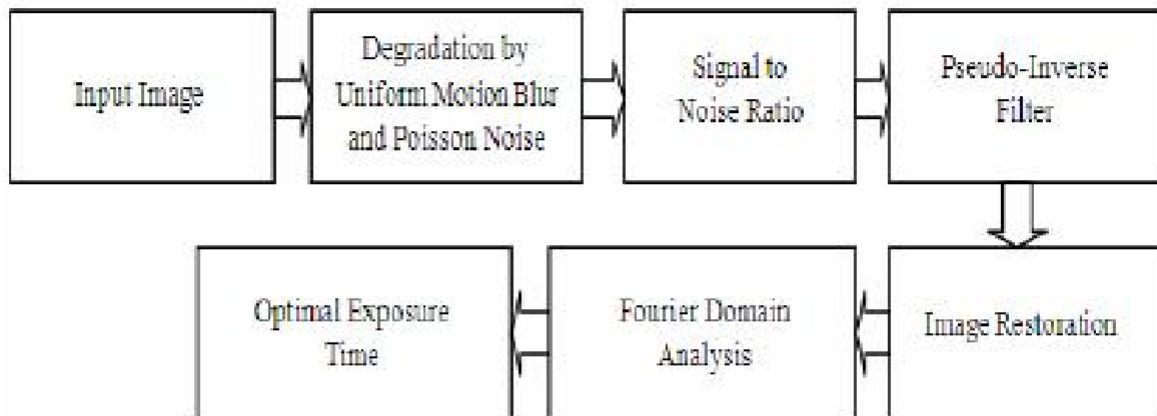 Input Image
Degradation by
Uniform Motion Blur
and Poisson Noise
Signal to
Noise Ratio
Pseudo-Inverse
Filter
Image Restoration
Fourier Domain
Analysis
Optimal Exposure
Time